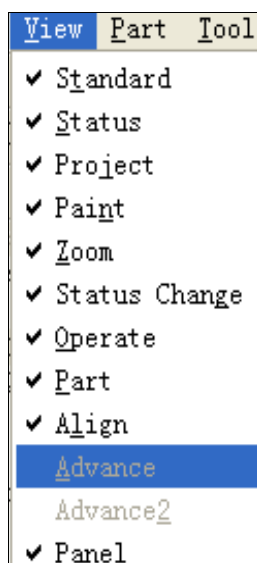 View Part Tool
Standard
Status
Project
Paint
Zoom
Status Change
Operate
Part
Align
Advance
Advance2
Panel